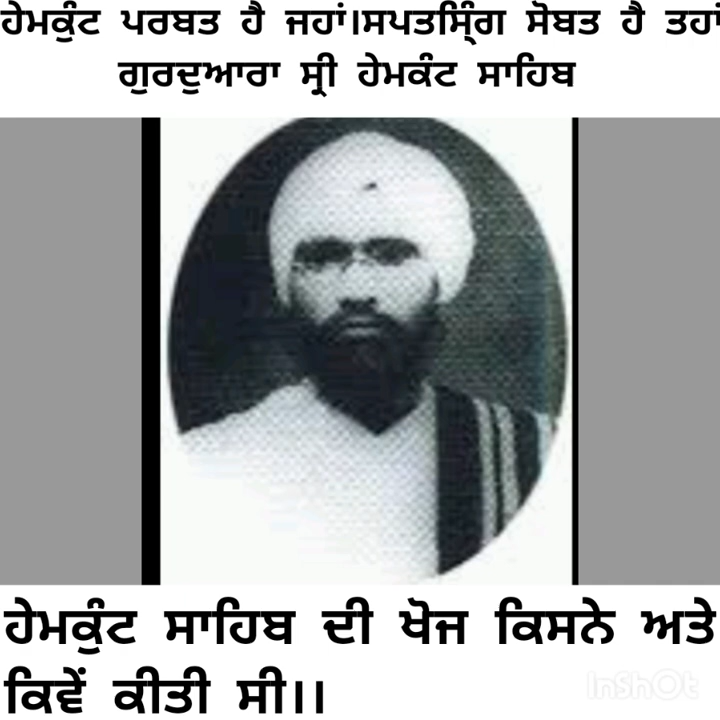 ਹੇਮਕੁੰਟ ਪਰਬਤ ਹੈ ਜਹਾਂ।ਸਪਤਸ੍ਰਿੰਗ ਸੋਬਤ ਹੈ ਤਹਾਂ
ਗੁਰਦੁਆਰਾ ਸ੍ਰੀ ਹੇਮਕੰਟ ਸਾਹਿਬ
ਹੇਮਕੁੰਟ ਸਾਹਿਬ ਦੀ ਖੋਜ ਕਿਸਨੇ ਅਤੇ
ਕਿਵੇਂ ਕੀਤੀ ਸੀ।।
InShOt